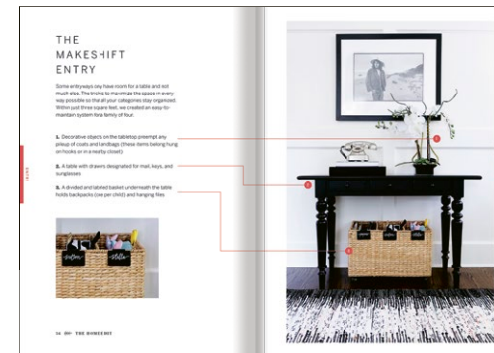 THE
MAKESHIFT
ENTRY
Some entryways only have room for a table and not
much else. The trick is to maximize the space in every
way possible so that all your categories stay organized.
Within just three square feet, we created an easy-to-
maintain system for a family of four.
1. Decorative objects on the tabletop preempt any
pileup of coats and handbags (these items belong hung
on hooks or in a nearby closet)
2. A table with drawers designated for mail, keys, and
sunglasses
3. A divided and labeled basket underneath the table
holds backpacks (one per child) and hanging files
ENTRY
THE HOME EDIT